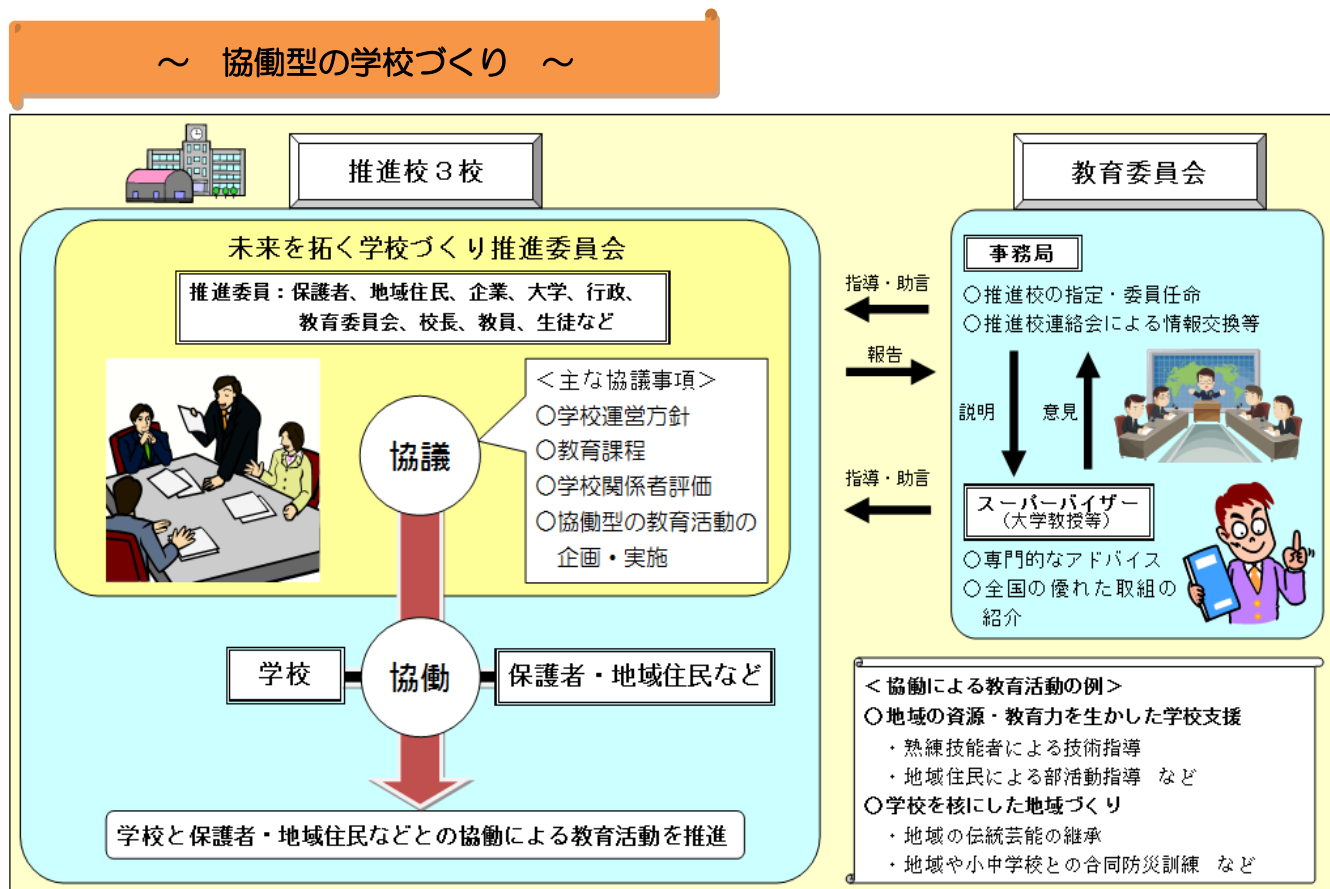 ～　協働型の学校づくり　～
推進校３校
未来を拓く学校づくり推進委員会
推進委員：保護者、地域住民、企業、大学、行政、
教育委員会、校長、教員、生徒など
協議
＜主な協議事項＞
○学校運営方針
○教育課程
○学校関係者評価
○協働型の教育活動の
企画・実施
学校
協働
保護者・地域住民など
学校と保護者・地域住民などとの協働による教育活動を推進
指導・助言
報告
指導・助言
教育委員会
事務局
○推進校の指定・委員任命
○推進校連絡会による情報交換等
説明
意見
スーパーバイザー
（大学教授等）
○専門的なアドバイス
○全国の優れた取組の
紹介
＜協働による教育活動の例＞
○地域の資源・教育力を生かした学校支援
・熟練技能者による技術指導
・地域住民による部活動指導　など
○学校を核にした地域づくり
・地域の伝統芸能の継承
・地域や小中学校との合同防災訓練　など